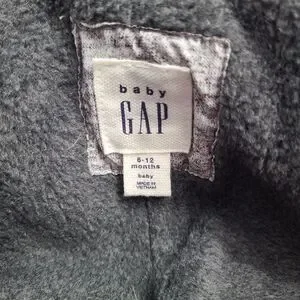 baby
GAP
6-12
months
baby
MADE IN
VIETNAM